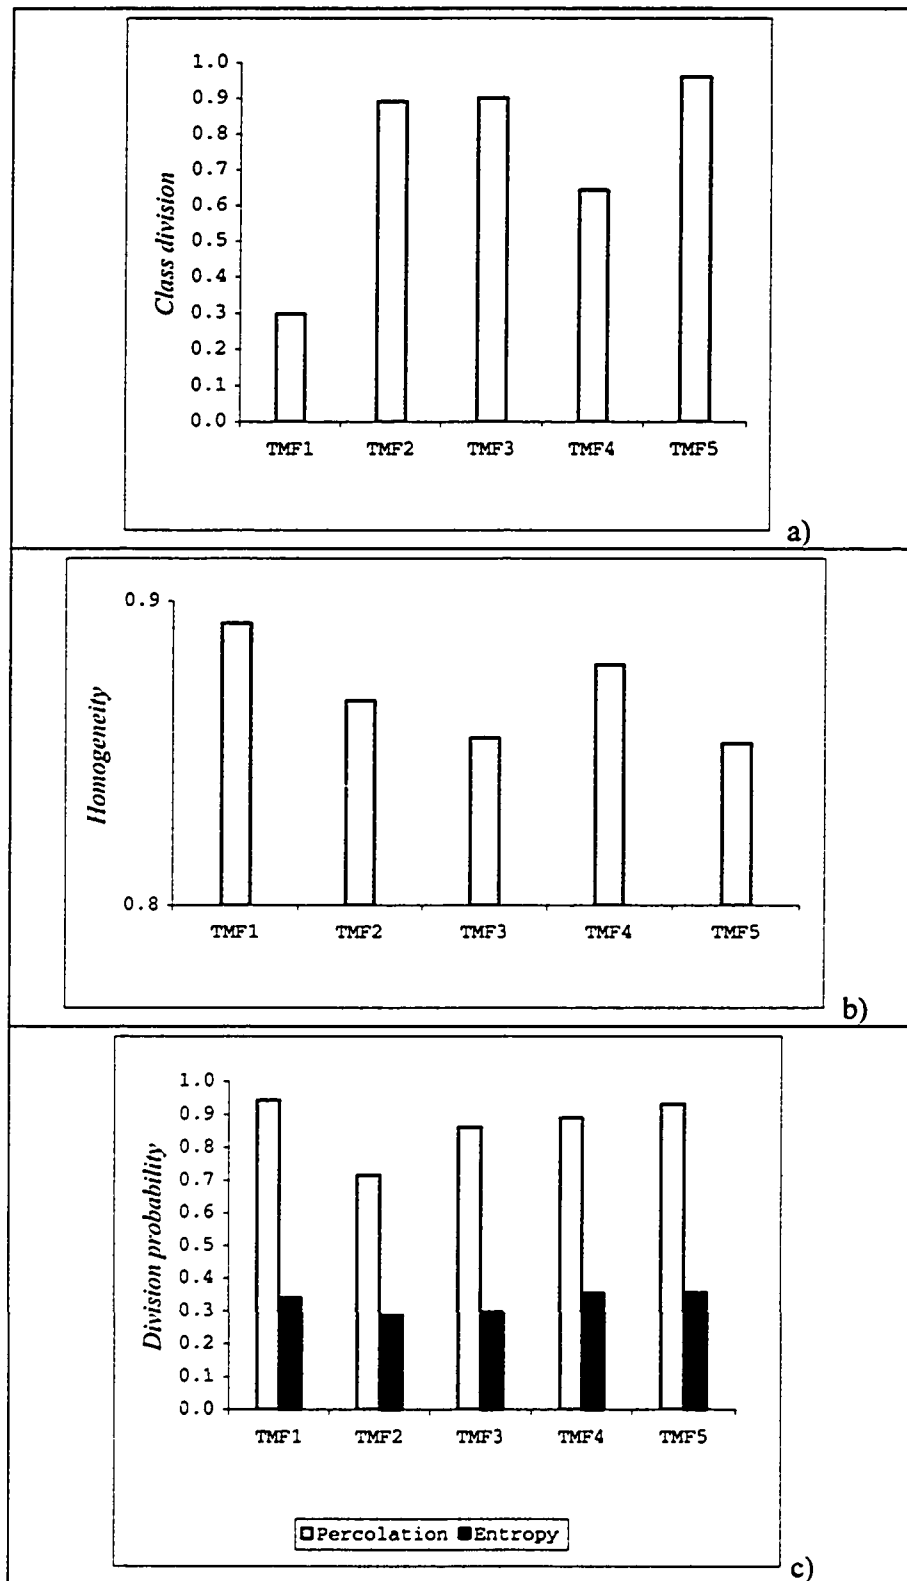 1.0
0.9
0.8
0.7
0.6
0.5
0.4
0.3
0.2
0.1
0.0
Class division
TMF1 TMF2 TMF3 TMF4 TMF5
a)
0.9
Homogeneity
0.8
TMF1 TMF2 TMF3 TMF4 TMF5
b)
1.0
0.9
0.8
0.7
0.6
0.5
0.4
0.3
0.2
0.1
0.0
Division probability
TMF1 TMF2 TMF3 TMF4 TMF5
Percolation Entropy
c)